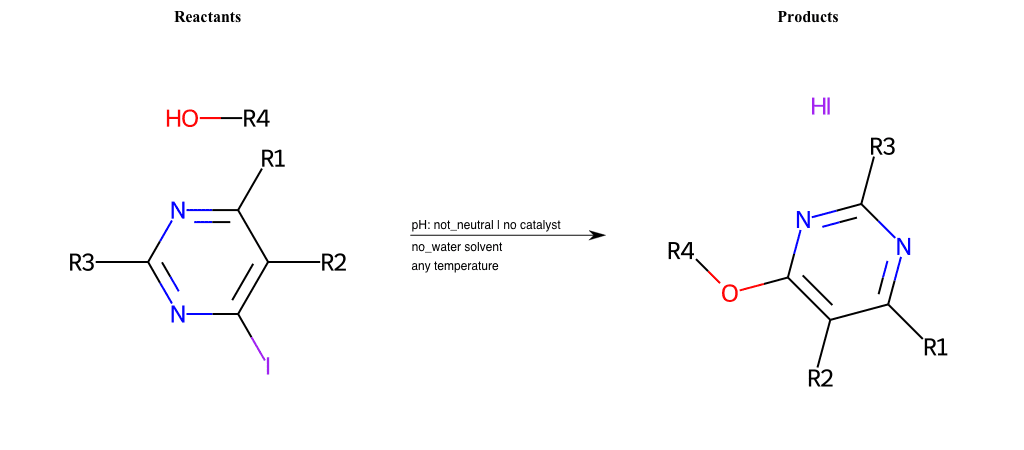 Reactants
Products
HO R4
R1
N
R3
R2
N
I
pH: not_neutral | no catalyst
no_water solvent
any temperature
HI
R3
N
N
R4
O
R1
R2